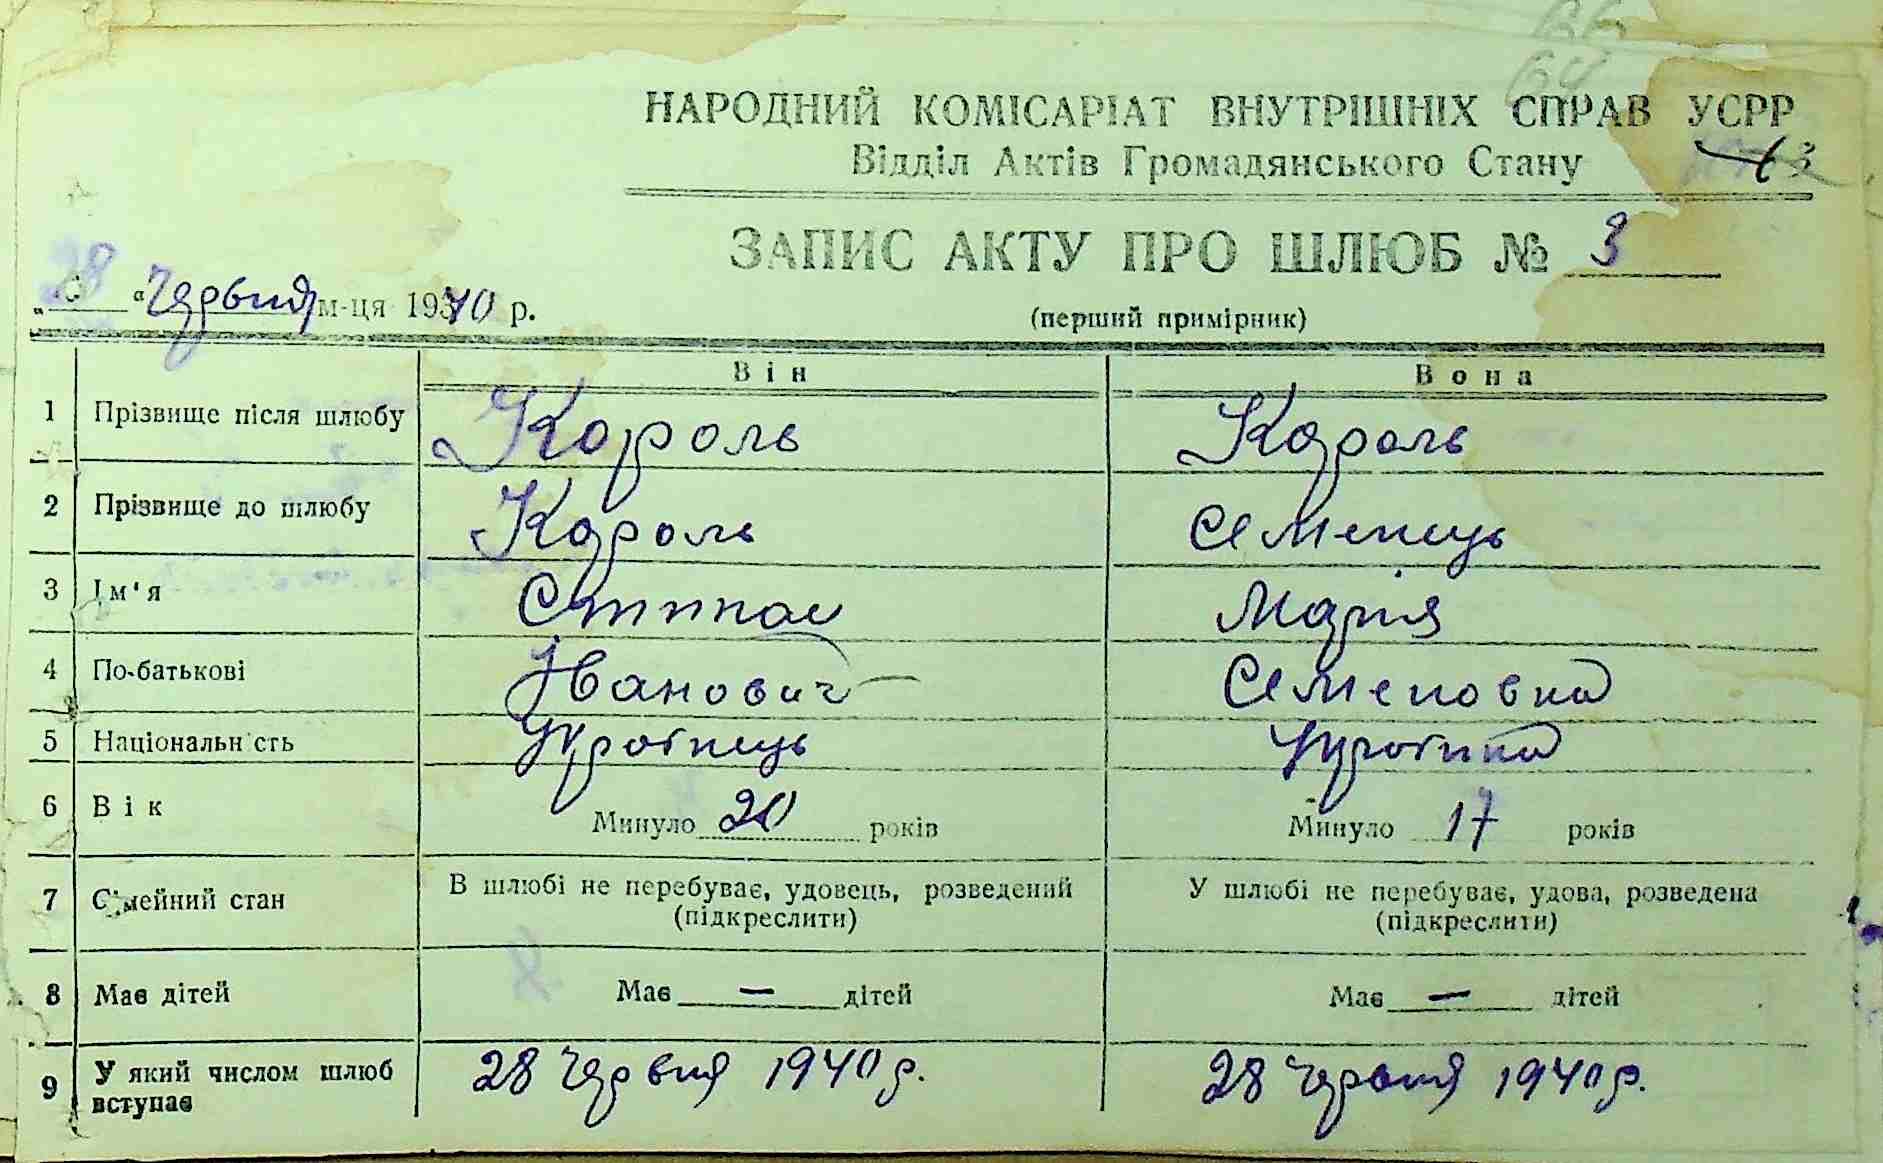 66
64
НАРОДНИЙ КОМІСАРІАТ ВНУТРІШНІХ СПРАВ УСРР
Відділ Актів Громадянського Стану
ЗАПИС АКТУ ПРО ШЛЮБ № 3
„28 “ Червня м-ця 1940 р.
(перший примірник)
Він Вона
1 Прізвище після шлюбу Король Король
2 Прізвище до шлюбу Король Семенець
3 Ім'я Степан Марія
4 По-батькові Іванович Семеновна
5 Національність Українець Українка
6 Вік Минуло 20 років Минуло 17 років
7 Сімейний стан В шлюбі не перебуває, удовець, розведений (підкреслити) У шлюбі не перебуває, удова, розведена (підкреслити)
8 Має дітей Має — дітей Має — дітей
9 У який числом шлюб вступає 28 Червня 1940 р. 28 Червня 1940 р.